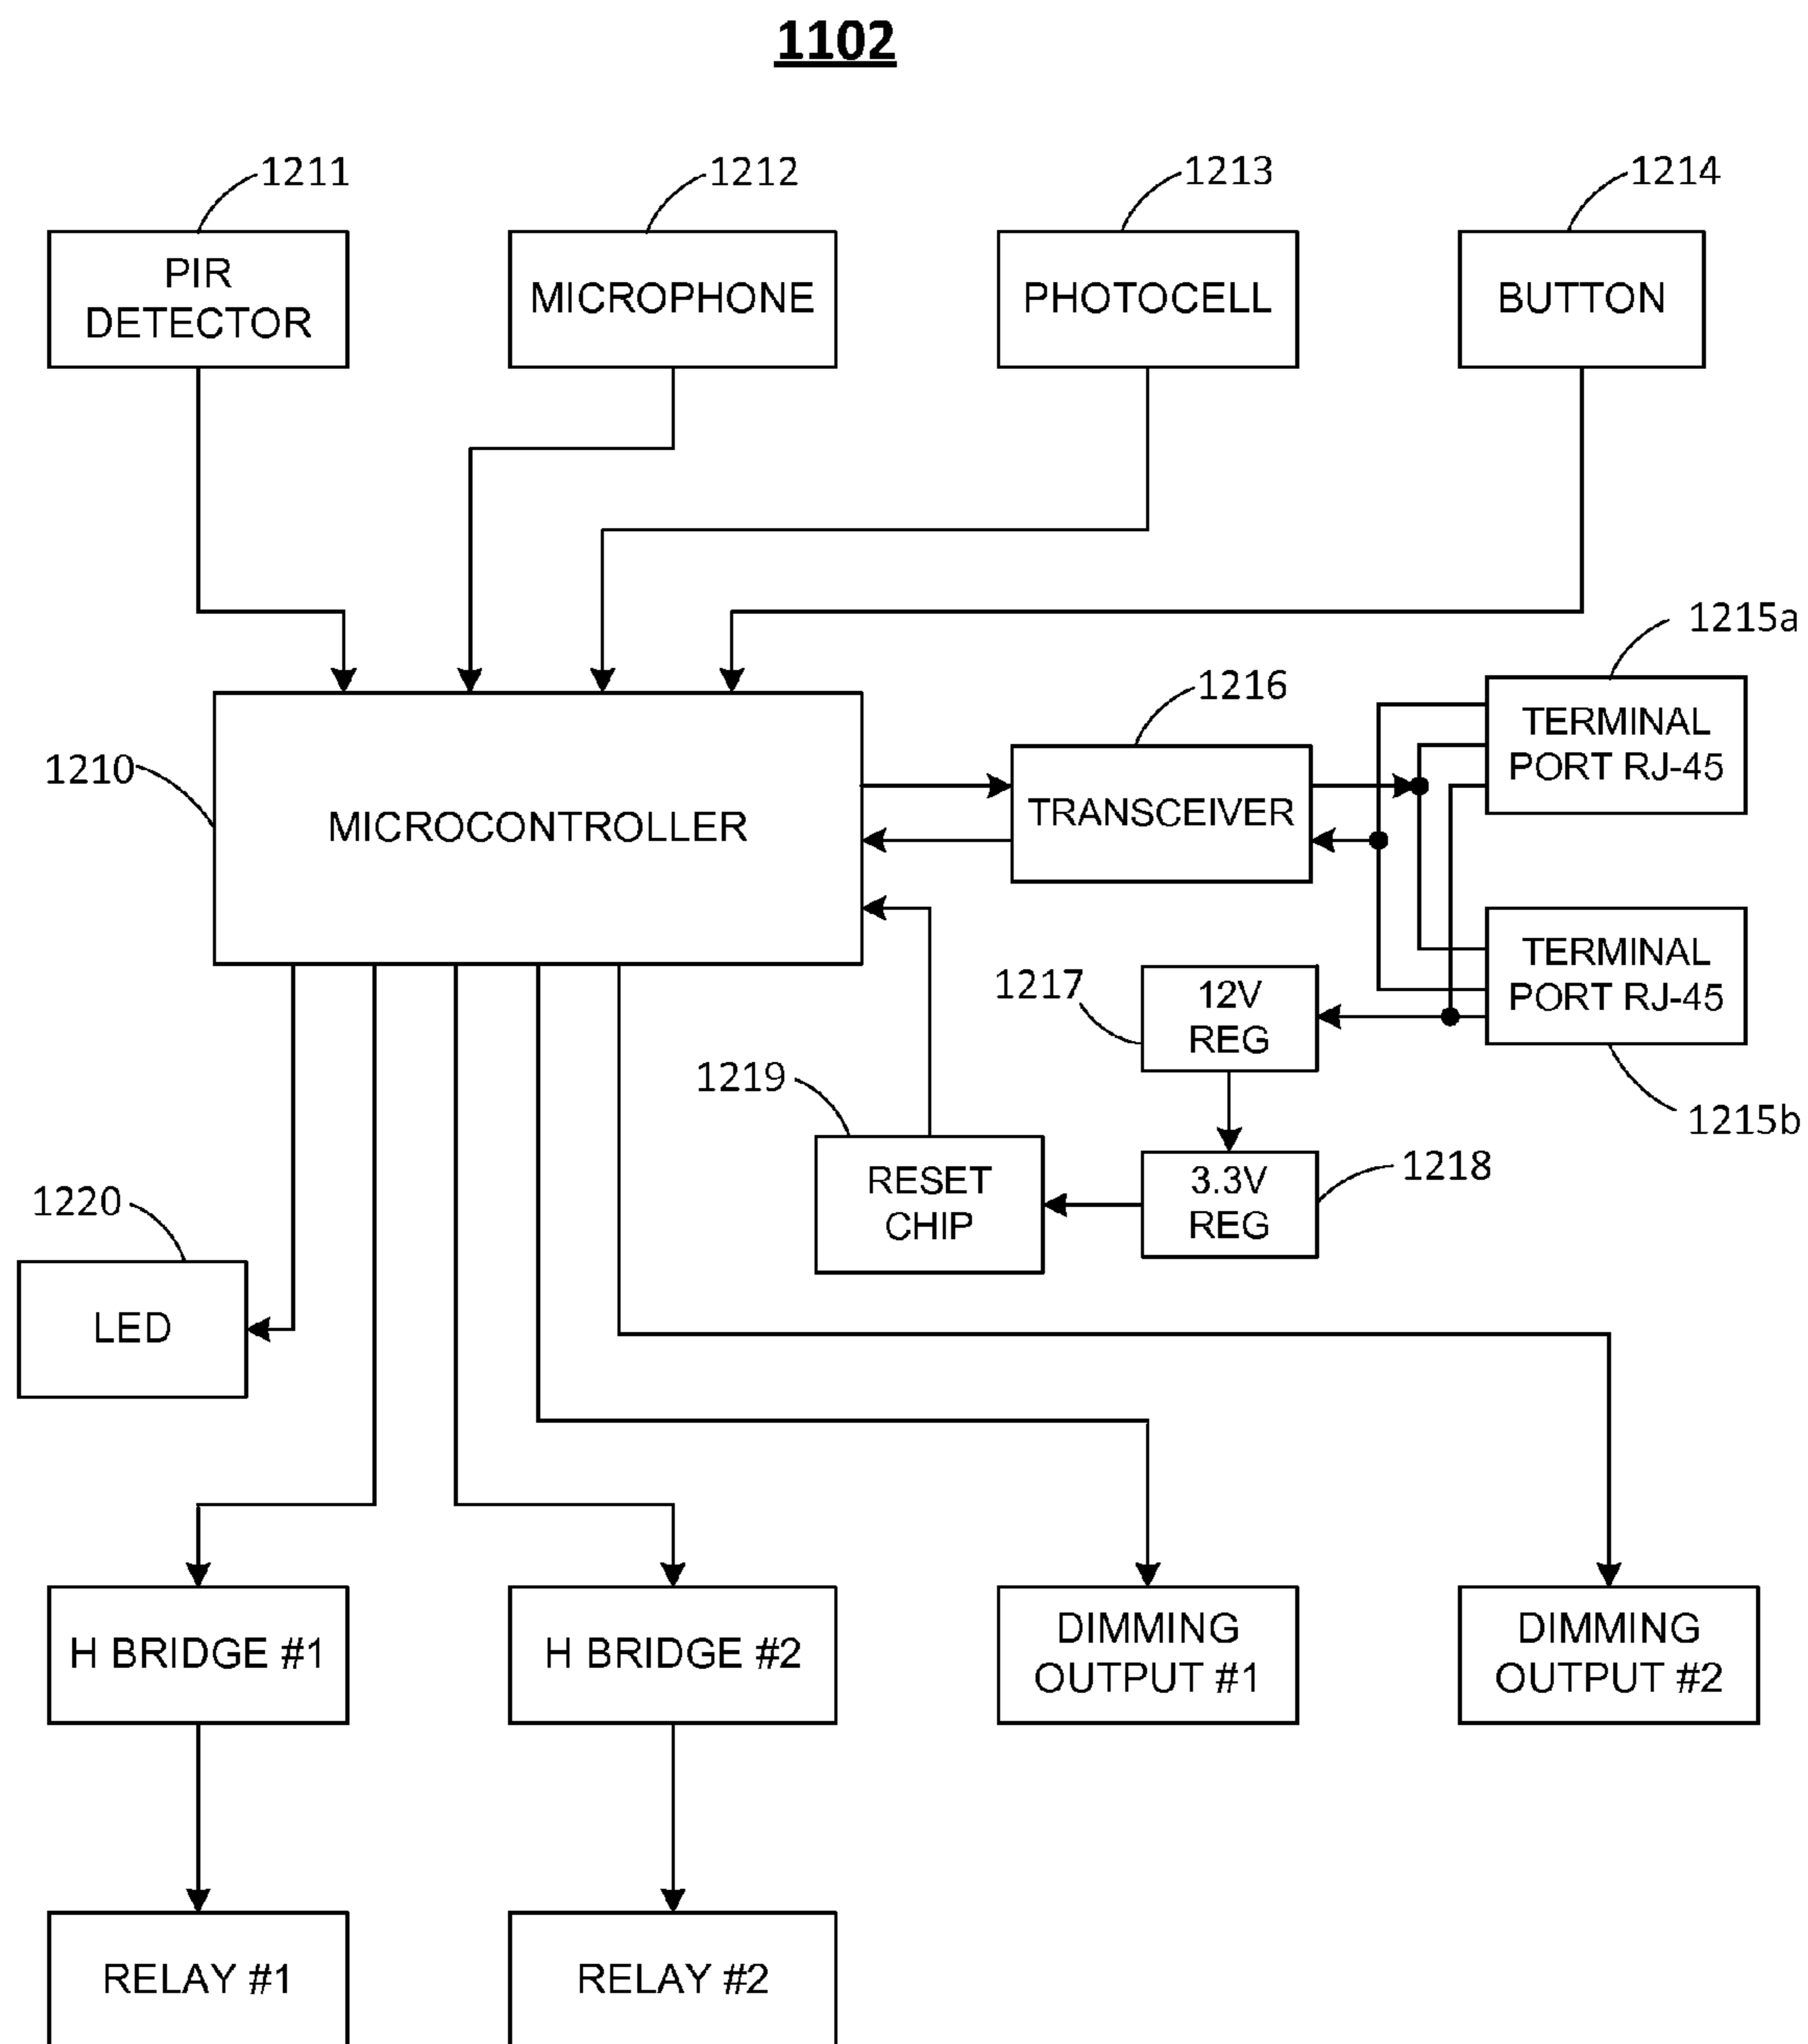 1102
1211
1212
1213
1214
PIR
DETECTOR
MICROPHONE
PHOTOCELL
BUTTON
1215a
1216
TERMINAL
PORT RJ-45
1210
MICROCONTROLLER
TRANSCEIVER
TERMINAL
PORT RJ-45
1217
12V
REG
1219
1215b
RESET
CHIP
3.3V
REG
1218
1220
LED
H BRIDGE #1
H BRIDGE #2
DIMMING
OUTPUT #1
DIMMING
OUTPUT #2
RELAY #1
RELAY #2